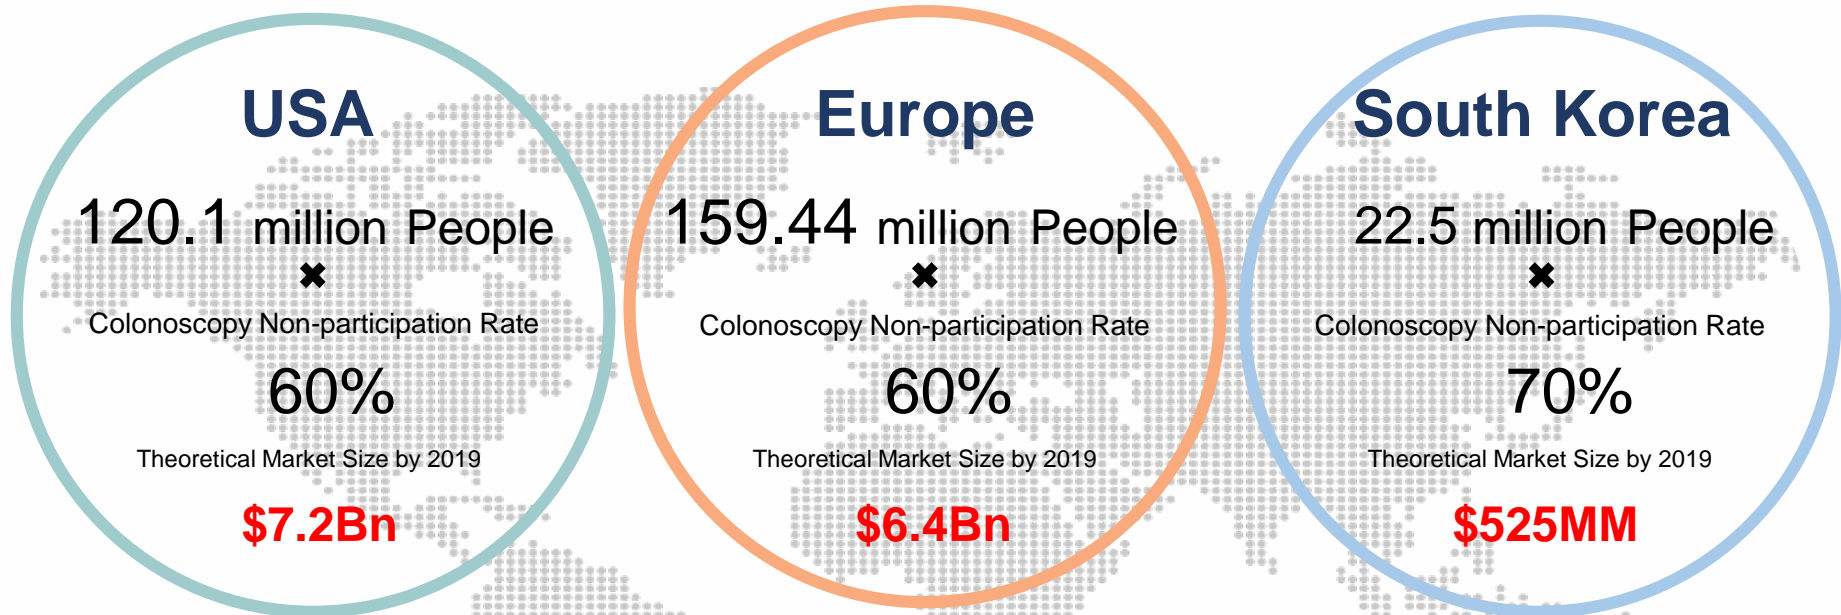 USA
120.1 million People
✖
Colonoscopy Non-participation Rate
60%
Theoretical Market Size by 2019
$7.2Bn
Europe
159.44 million People
✖
Colonoscopy Non-participation Rate
60%
Theoretical Market Size by 2019
$6.4Bn
South Korea
22.5 million People
✖
Colonoscopy Non-participation Rate
70%
Theoretical Market Size by 2019
$525MM